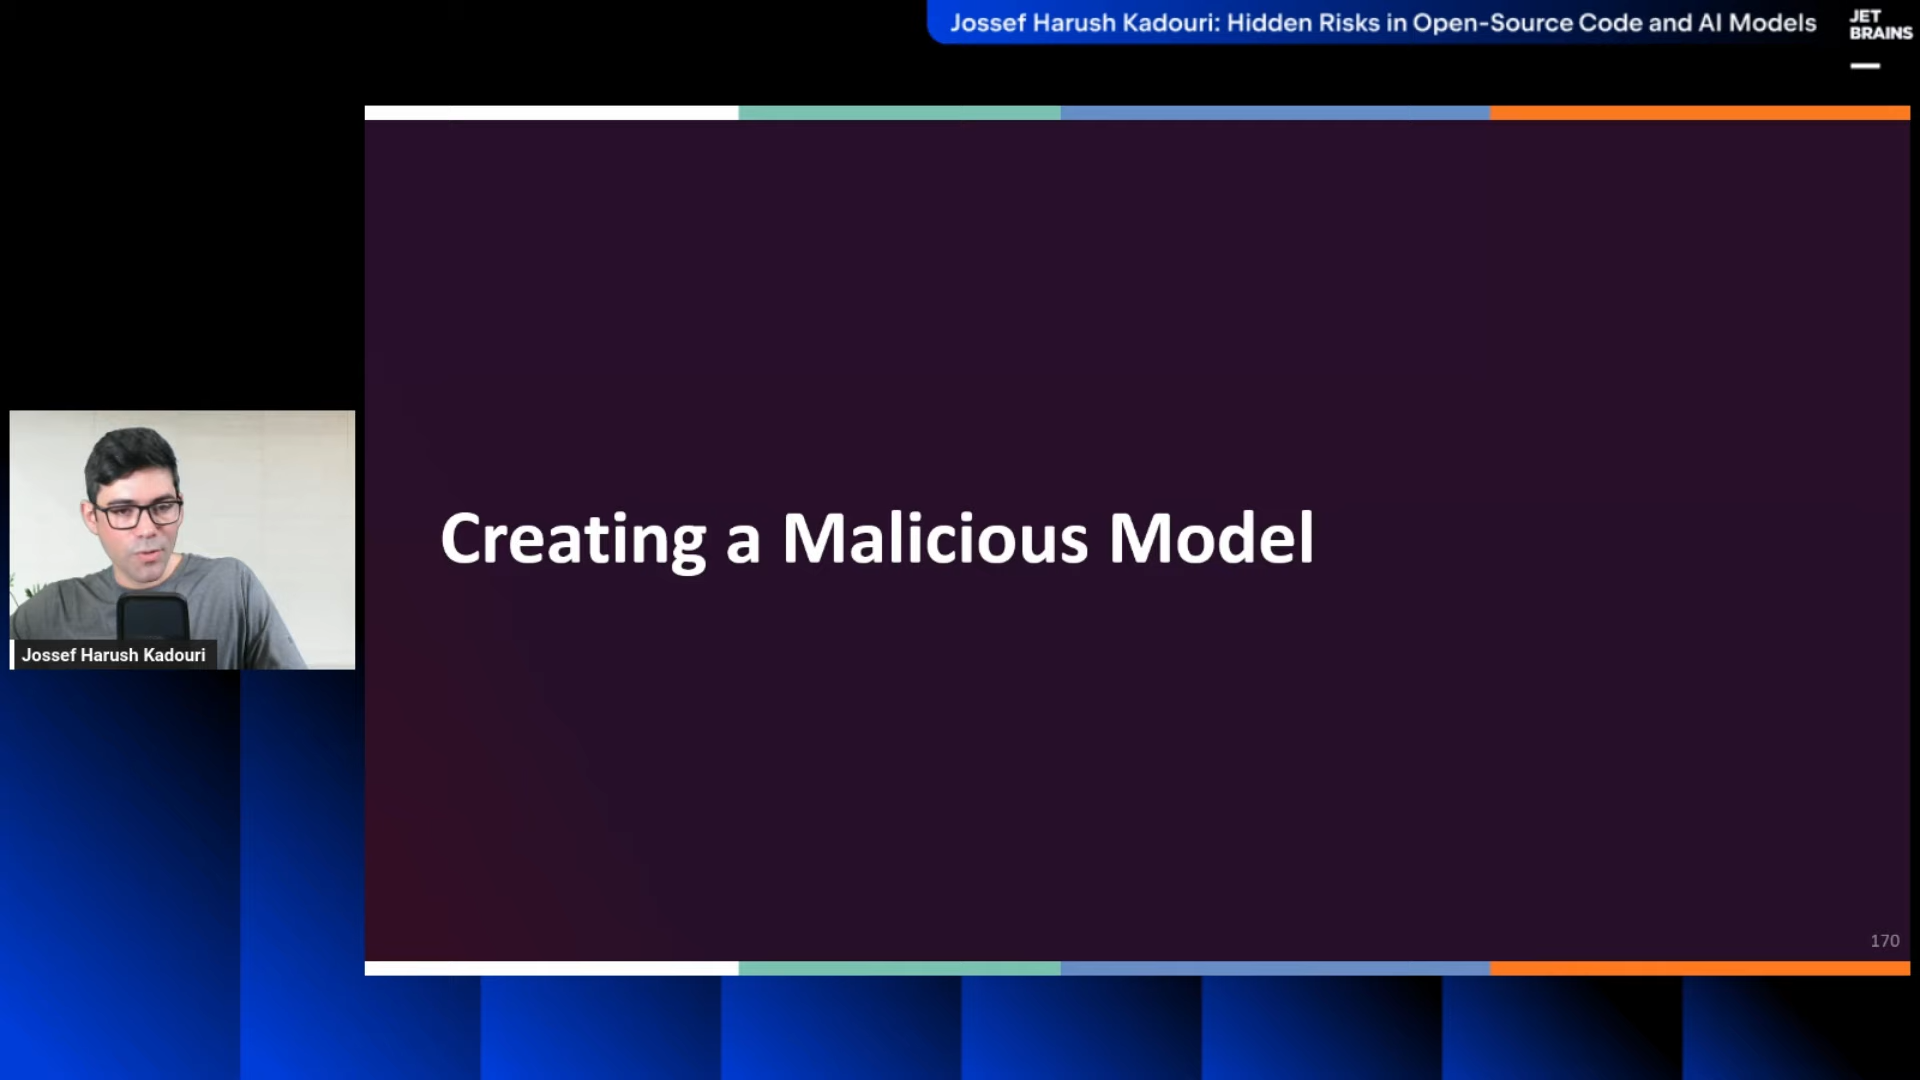 Jossef Harush Kadouri: Hidden Risks in Open-Source Code and AI Models
JET
BRAINS
Creating a Malicious Model
Jossef Harush Kadouri
170